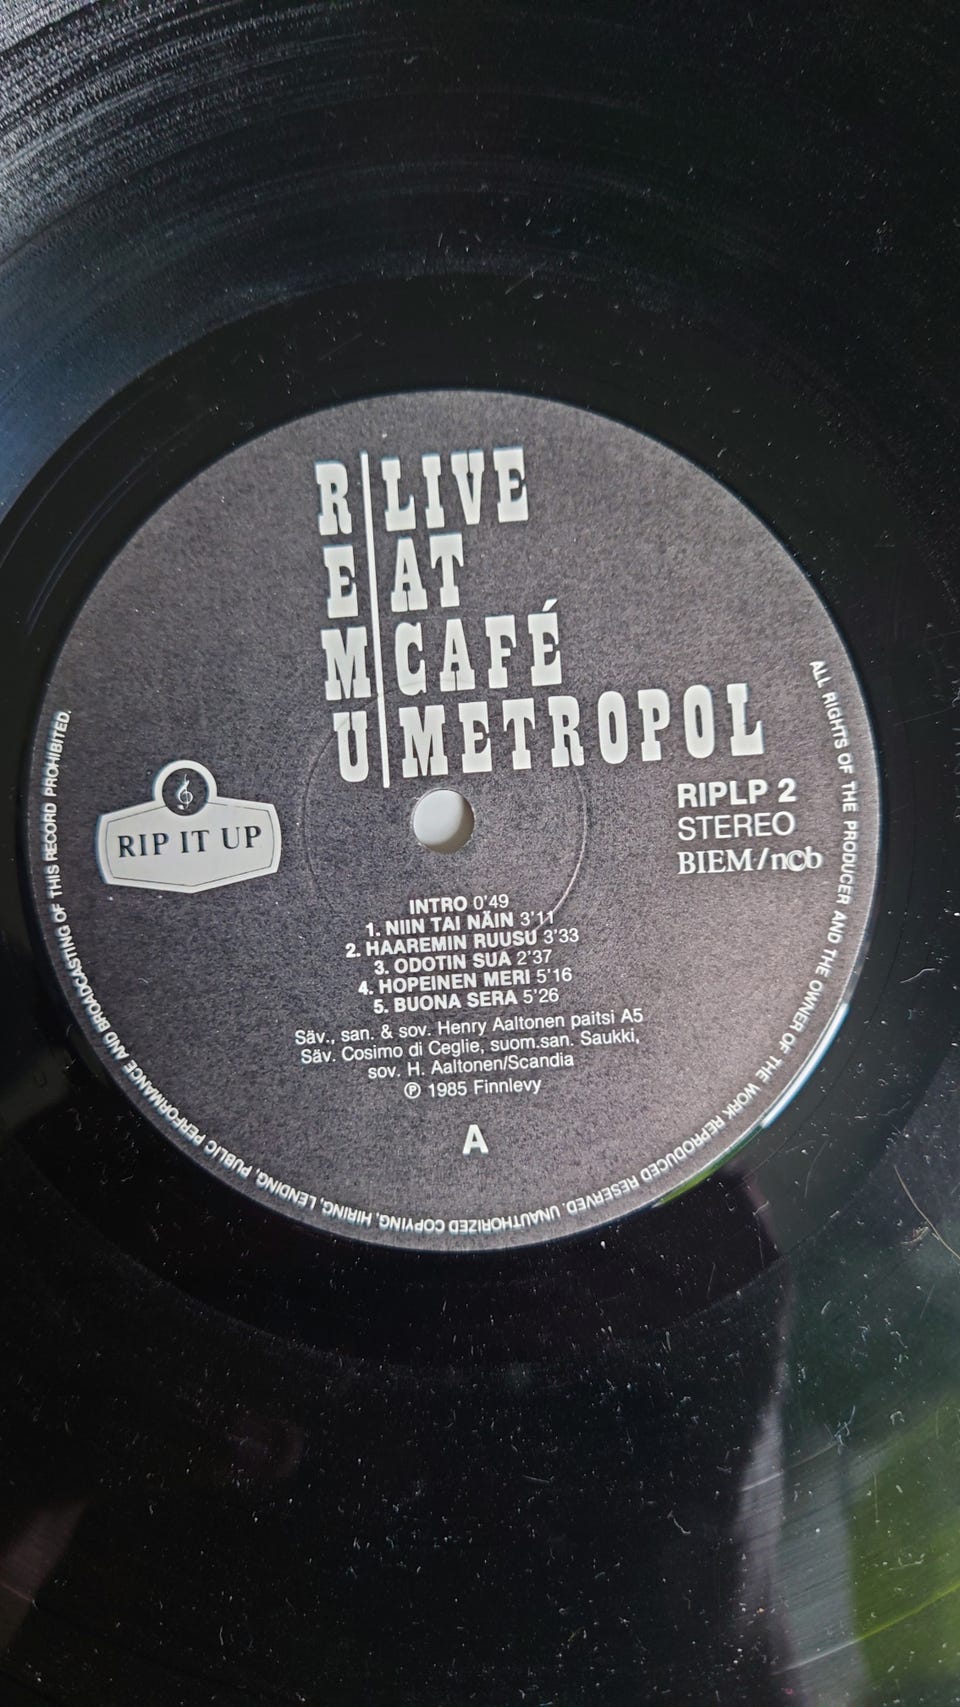 R LIVE
E AT
M CAFÉ
U METROPOL
RIP IT UP
RIPLP 2
STEREO
BIEM/n©b
INTRO 0'49
1. NIIN TAI NÄIN 3'11
2. HAAREMIN RUUSU 3'33
3. ODOTIN SUA 2'37
4. HOPEINEN MERI 5'16
5. BUONA SERA 5'26
Säv., san. & sov. Henry Aaltonen paitsi A5
Säv. Cosimo di Ceglie, suom.san. Saukki,
sov. H. Aaltonen/Scandia
℗ 1985 Finnlevy
A
ALL RIGHTS OF THE PRODUCER AND THE OWNER OF THE WORK REPRODUCED RESERVED. UNAUTHORIZED COPYING, HIRING, LENDING, PUBLIC PERFORMANCE AND BROADCASTING OF THIS RECORD PROHIBITED.